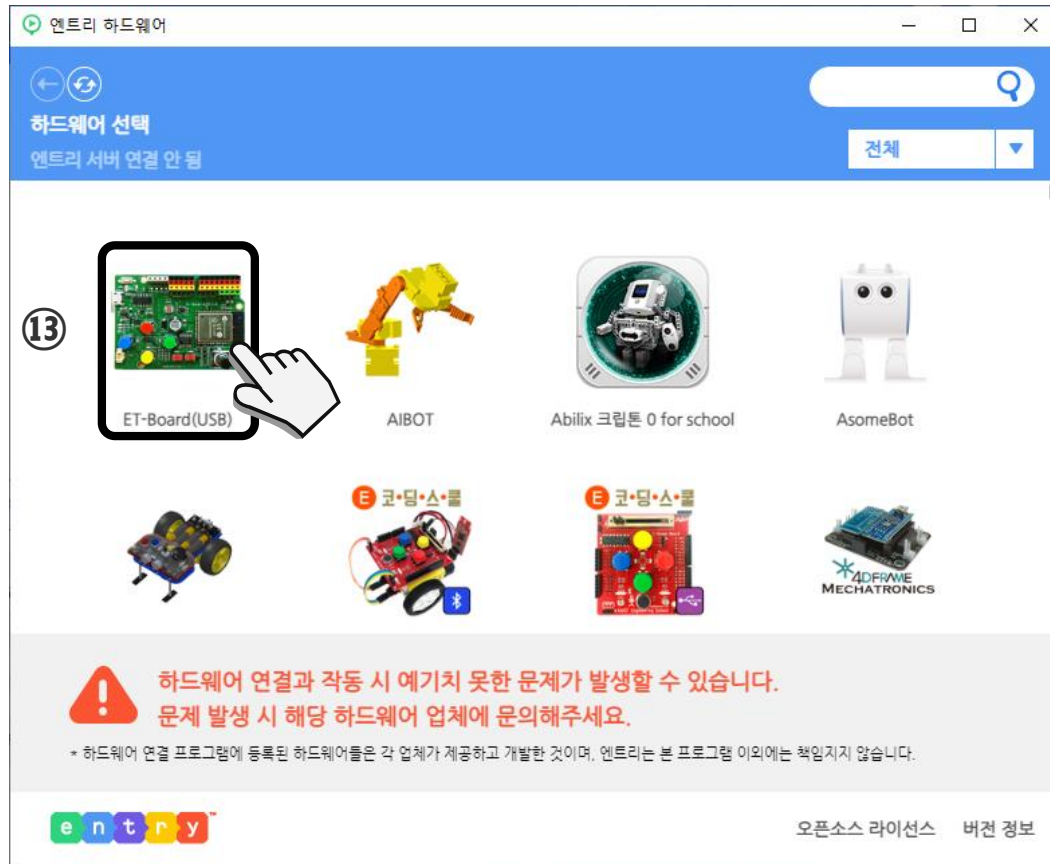 엔트리 하드웨어
하드웨어 선택
엔트리 서버 연결 안 됨
전체
⑬
ET-Board(USB)
AIBOT
Abilix 크립톤 0 for school
AsomeBot
E 코•딩•스•쿨
E 코•딩•스•쿨
4DFRAME
MECHATRONICS
하드웨어 연결과 작동 시 예기치 못한 문제가 발생할 수 있습니다.
문제 발생 시 해당 하드웨어 업체에 문의해주세요.
* 하드웨어 연결 프로그램에 등록된 하드웨어들은 각 업체가 제공하고 개발한 것이며, 엔트리는 본 프로그램 이외에는 책임지지 않습니다.
entry™
오픈소스 라이선스 버전 정보